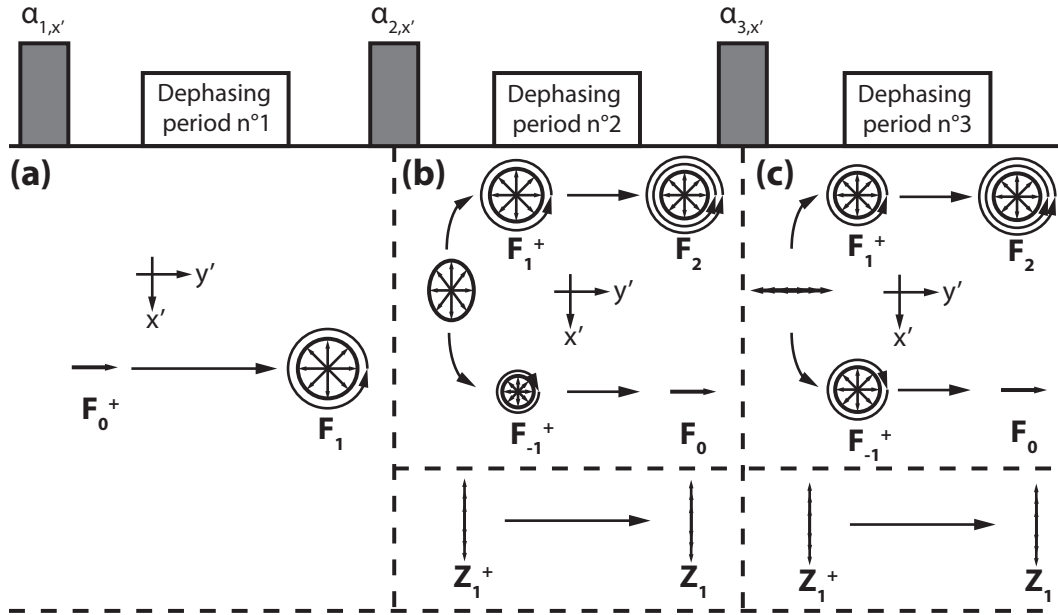 α1,x′
α2,x′
α3,x′
Dephasing
period n°1
Dephasing
period n°2
Dephasing
period n°3
(a)
y′
x′
F0+
F1
(b)
F1+
F2
y′
x′
F-1+
F0
Z1+
Z1
(c)
F1+
F2
y′
x′
F-1+
F0
Z1+
Z1